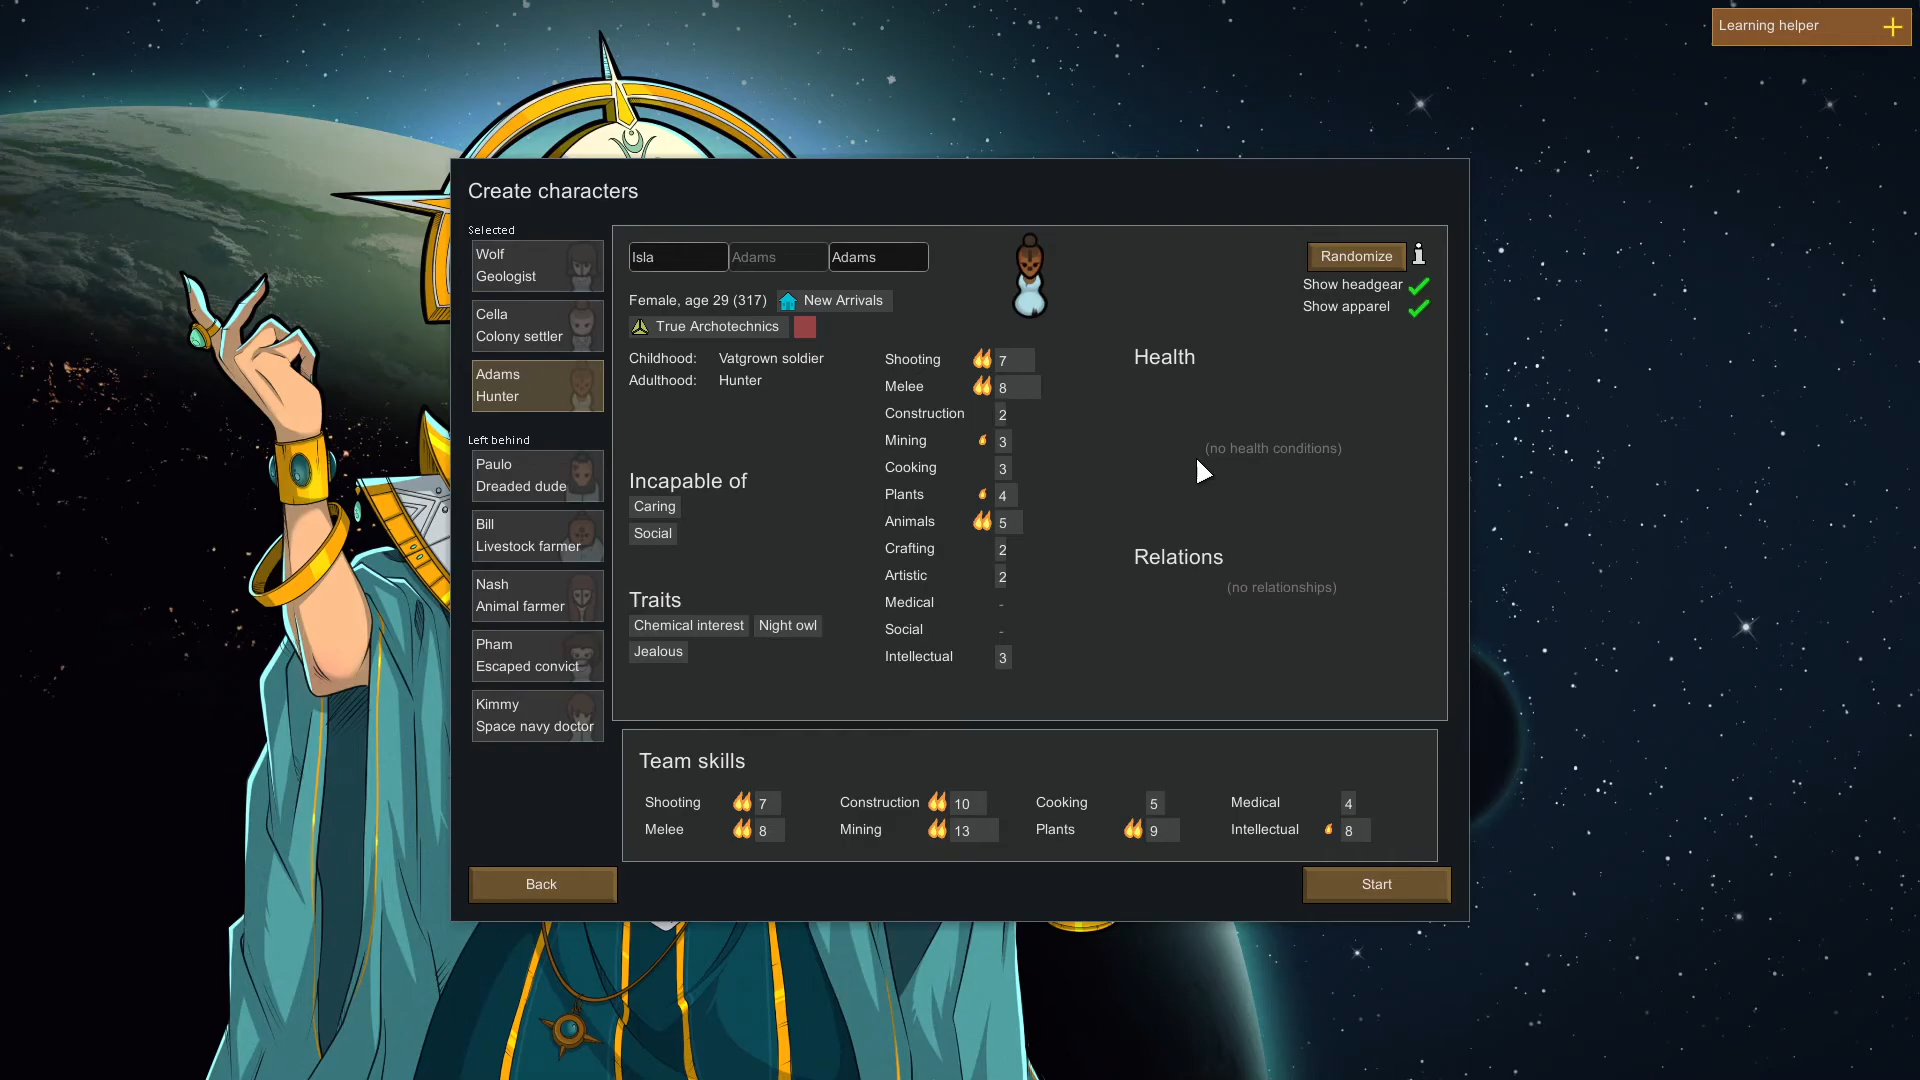 Learning helper
Create characters
Selected
Wolf
Geologist
Cella
Colony settler
Adams
Hunter
Left behind
Paulo
Dreaded dude
Bill
Livestock farmer
Nash
Animal farmer
Pham
Escaped convict
Kimmy
Space navy doctor
Isla Adams Adams
Randomize
Show headgear
Show apparel
Female, age 29 (317) New Arrivals
True Archotechnics
Childhood: Vatgrown soldier
Adulthood: Hunter
Incapable of
Caring
Social
Traits
Chemical interest Night owl
Jealous
Shooting 7
Melee 8
Construction 2
Mining 3
Cooking 3
Plants 4
Animals 5
Crafting 2
Artistic 2
Medical -
Social -
Intellectual 3
Health
(no health conditions)
Relations
(no relationships)
Team skills
Shooting 7 Construction 10 Cooking 5 Medical 4
Melee 8 Mining 13 Plants 9 Intellectual 8
Back
Start